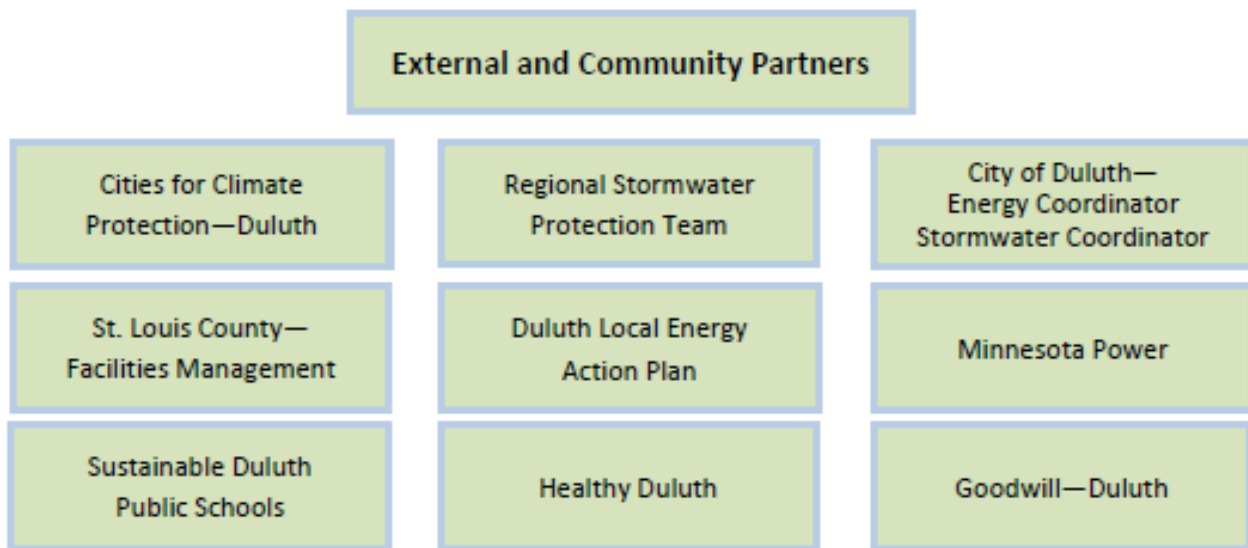 External and Community Partners
Cities for Climate
Protection—Duluth
Regional Stormwater
Protection Team
City of Duluth—
Energy Coordinator
Stormwater Coordinator
St. Louis County—
Facilities Management
Duluth Local Energy
Action Plan
Minnesota Power
Sustainable Duluth
Public Schools
Healthy Duluth
Goodwill—Duluth